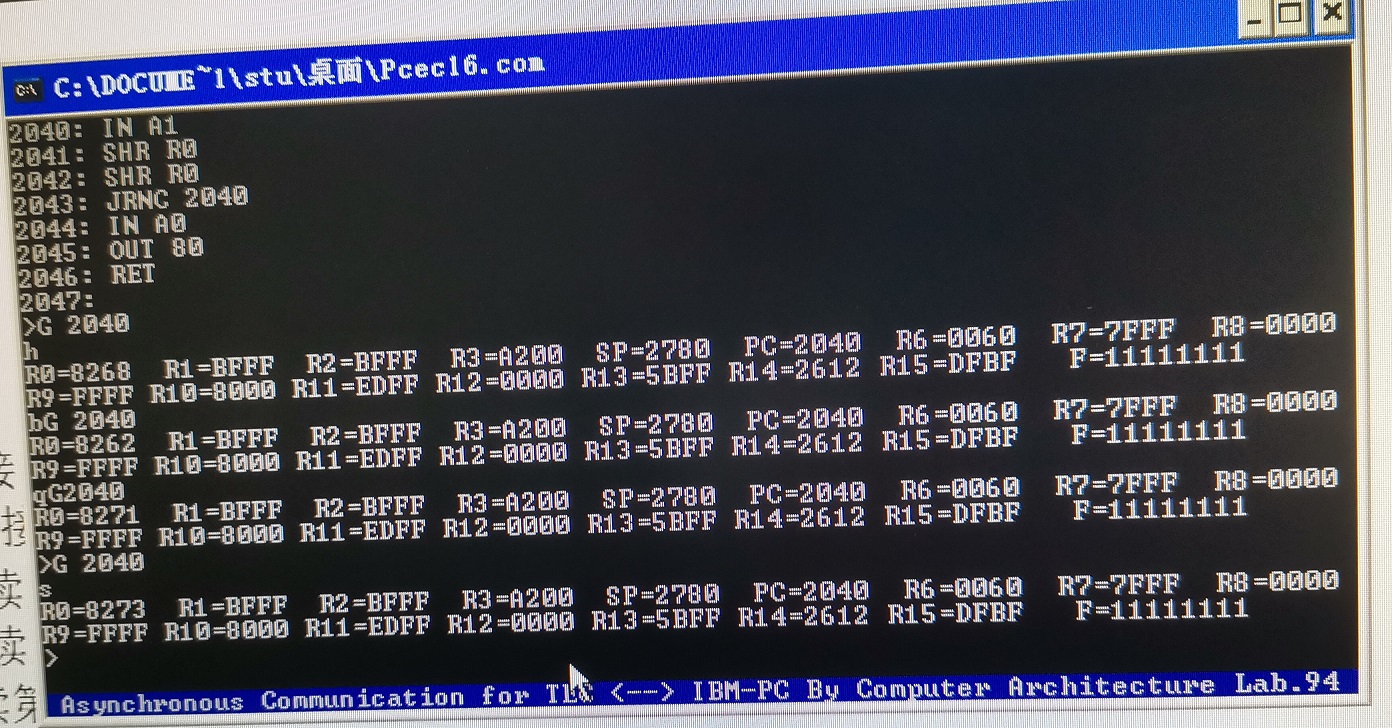 C:\DOCUME~1\stu\桌面\Pcec16.com
2040: IN A1
2041: SHR R0
2042: SHR R0
2043: JRNC 2040
2044: IN A0
2045: OUT 80
2046: RET
2047:
>G 2040
h
R0=8268 R1=BFFF R2=BFFF R3=A200 SP=2780 PC=2040 R6=0060 R7=7FFF R8=0000
R9=FFFF R10=8000 R11=EDFF R12=0000 R13=5BFF R14=2612 R15=DFBF F=11111111
bG 2040
R0=8262 R1=BFFF R2=BFFF R3=A200 SP=2780 PC=2040 R6=0060 R7=7FFF R8=0000
R9=FFFF R10=8000 R11=EDFF R12=0000 R13=5BFF R14=2612 R15=DFBF F=11111111
qG2040
R0=8271 R1=BFFF R2=BFFF R3=A200 SP=2780 PC=2040 R6=0060 R7=7FFF R8=0000
R9=FFFF R10=8000 R11=EDFF R12=0000 R13=5BFF R14=2612 R15=DFBF F=11111111
>G 2040
s
R0=8273 R1=BFFF R2=BFFF R3=A200 SP=2780 PC=2040 R6=0060 R7=7FFF R8=0000
R9=FFFF R10=8000 R11=EDFF R12=0000 R13=5BFF R14=2612 R15=DFBF F=11111111
>
Asynchronous Communication for TEC <--> IBM-PC By Computer Architecture Lab.94